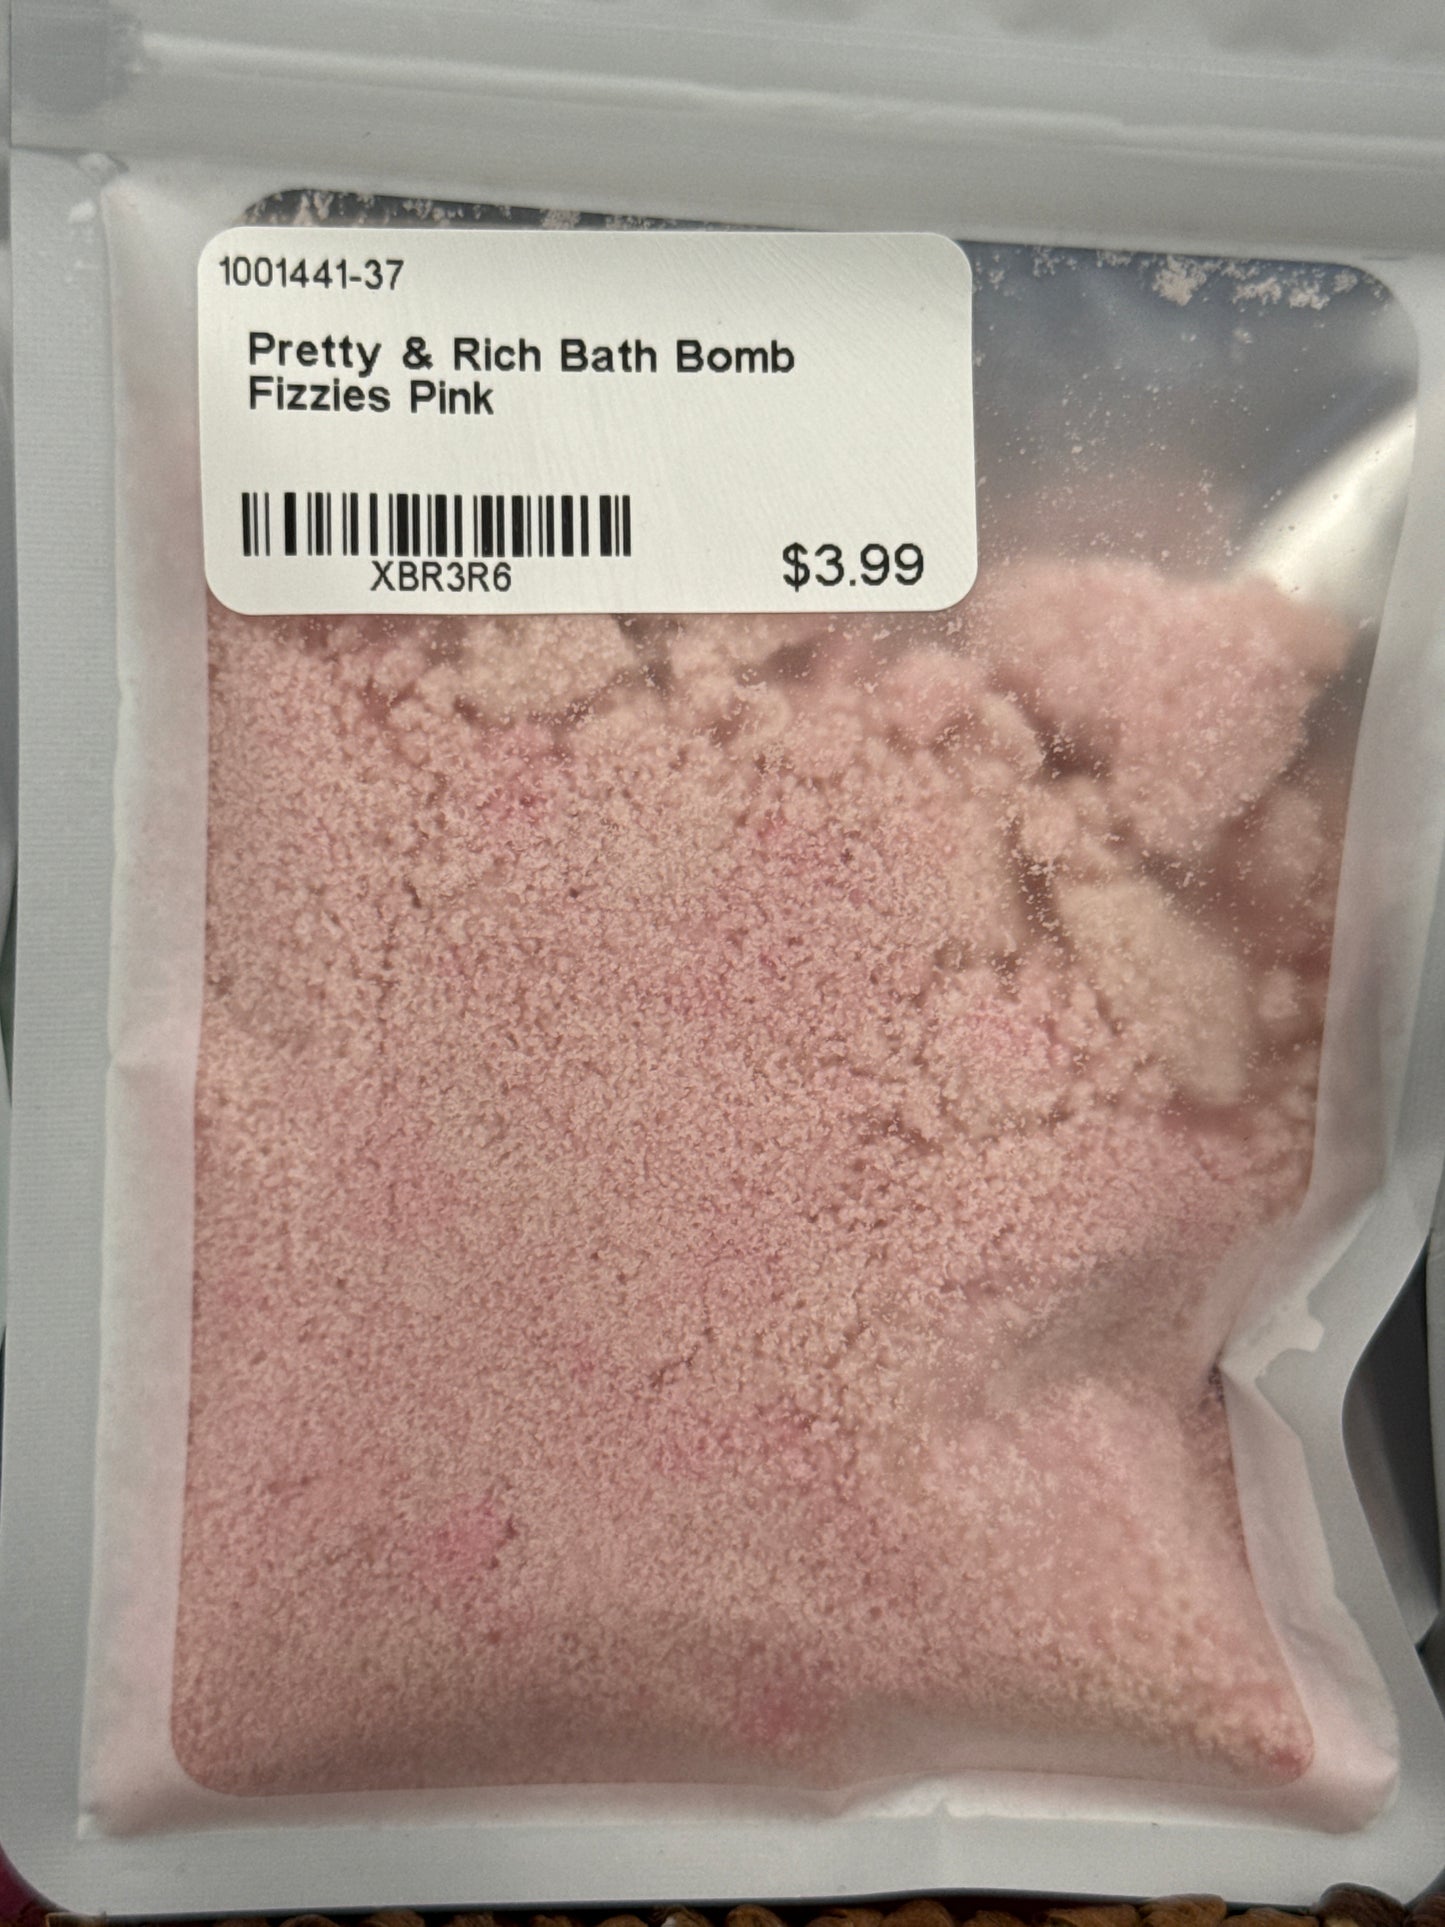 1001441-37
Pretty & Rich Bath Bomb
Fizzies Pink
XBR3R6
$3.99